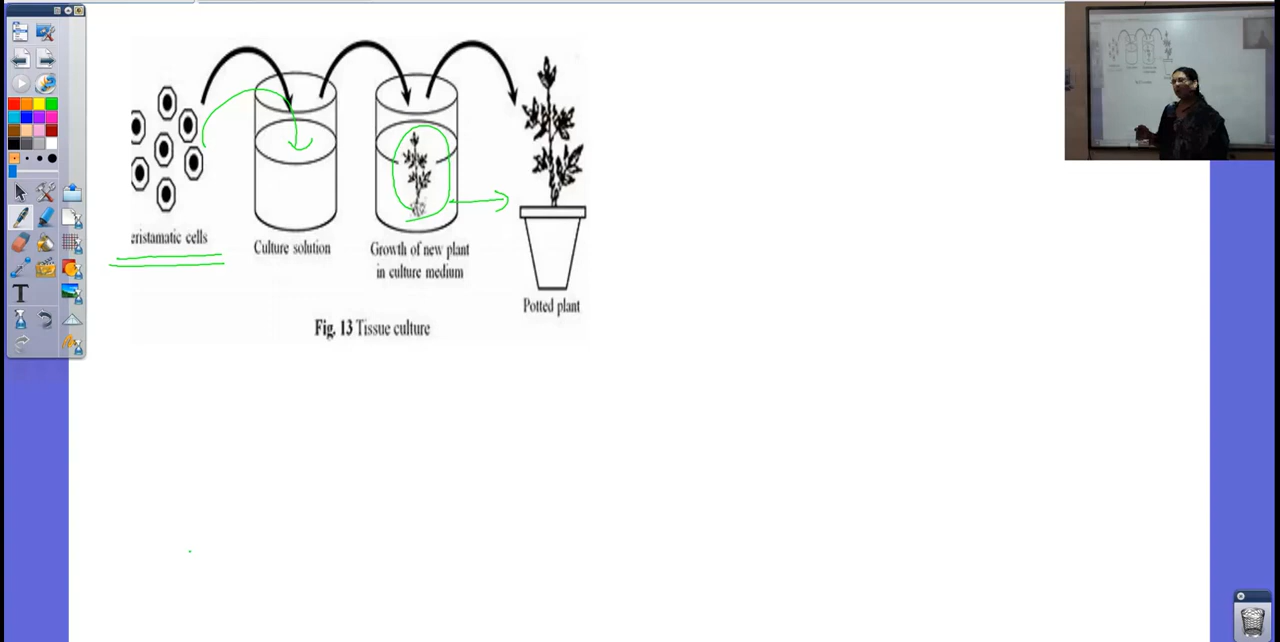 eristamatic cells
Culture solution
Growth of new plant
in culture medium
Potted plant
Fig. 13 Tissue culture
T